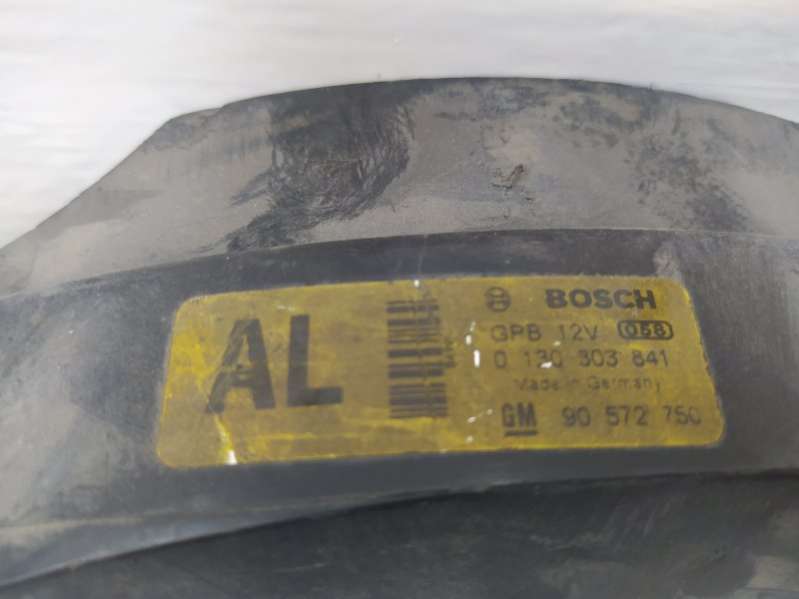 AL
BOSCH
GPB 12V 058
0 130 303 841
Made in Germany
GM 90 572 750